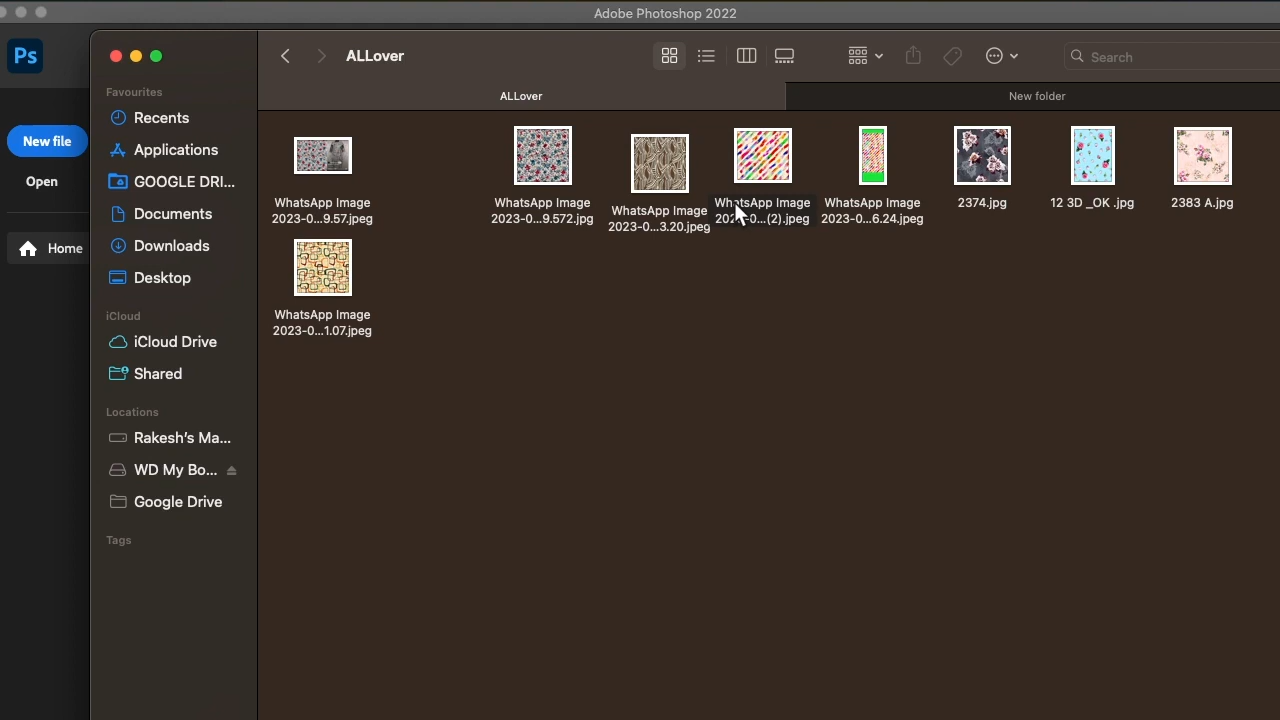 Adobe Photoshop 2022
Ps
New file
Open
Home
Favourites
Recents
Applications
GOOGLE DRI...
Documents
Downloads
Desktop
iCloud
iCloud Drive
Shared
Locations
Rakesh's Ma...
WD My Bo...
Google Drive
Tags
ALLover
Search
ALLover
New folder
WhatsApp Image
2023-0...9.57.jpeg
WhatsApp Image
2023-0...9.572.jpg
WhatsApp Image
2023-0...3.20.jpeg
WhatsApp Image
(2).jpeg
WhatsApp Image
2023-0...6.24.jpeg
2374.jpg
12 3D _OK .jpg
2383 A.jpg
WhatsApp Image
2023-0...1.07.jpeg